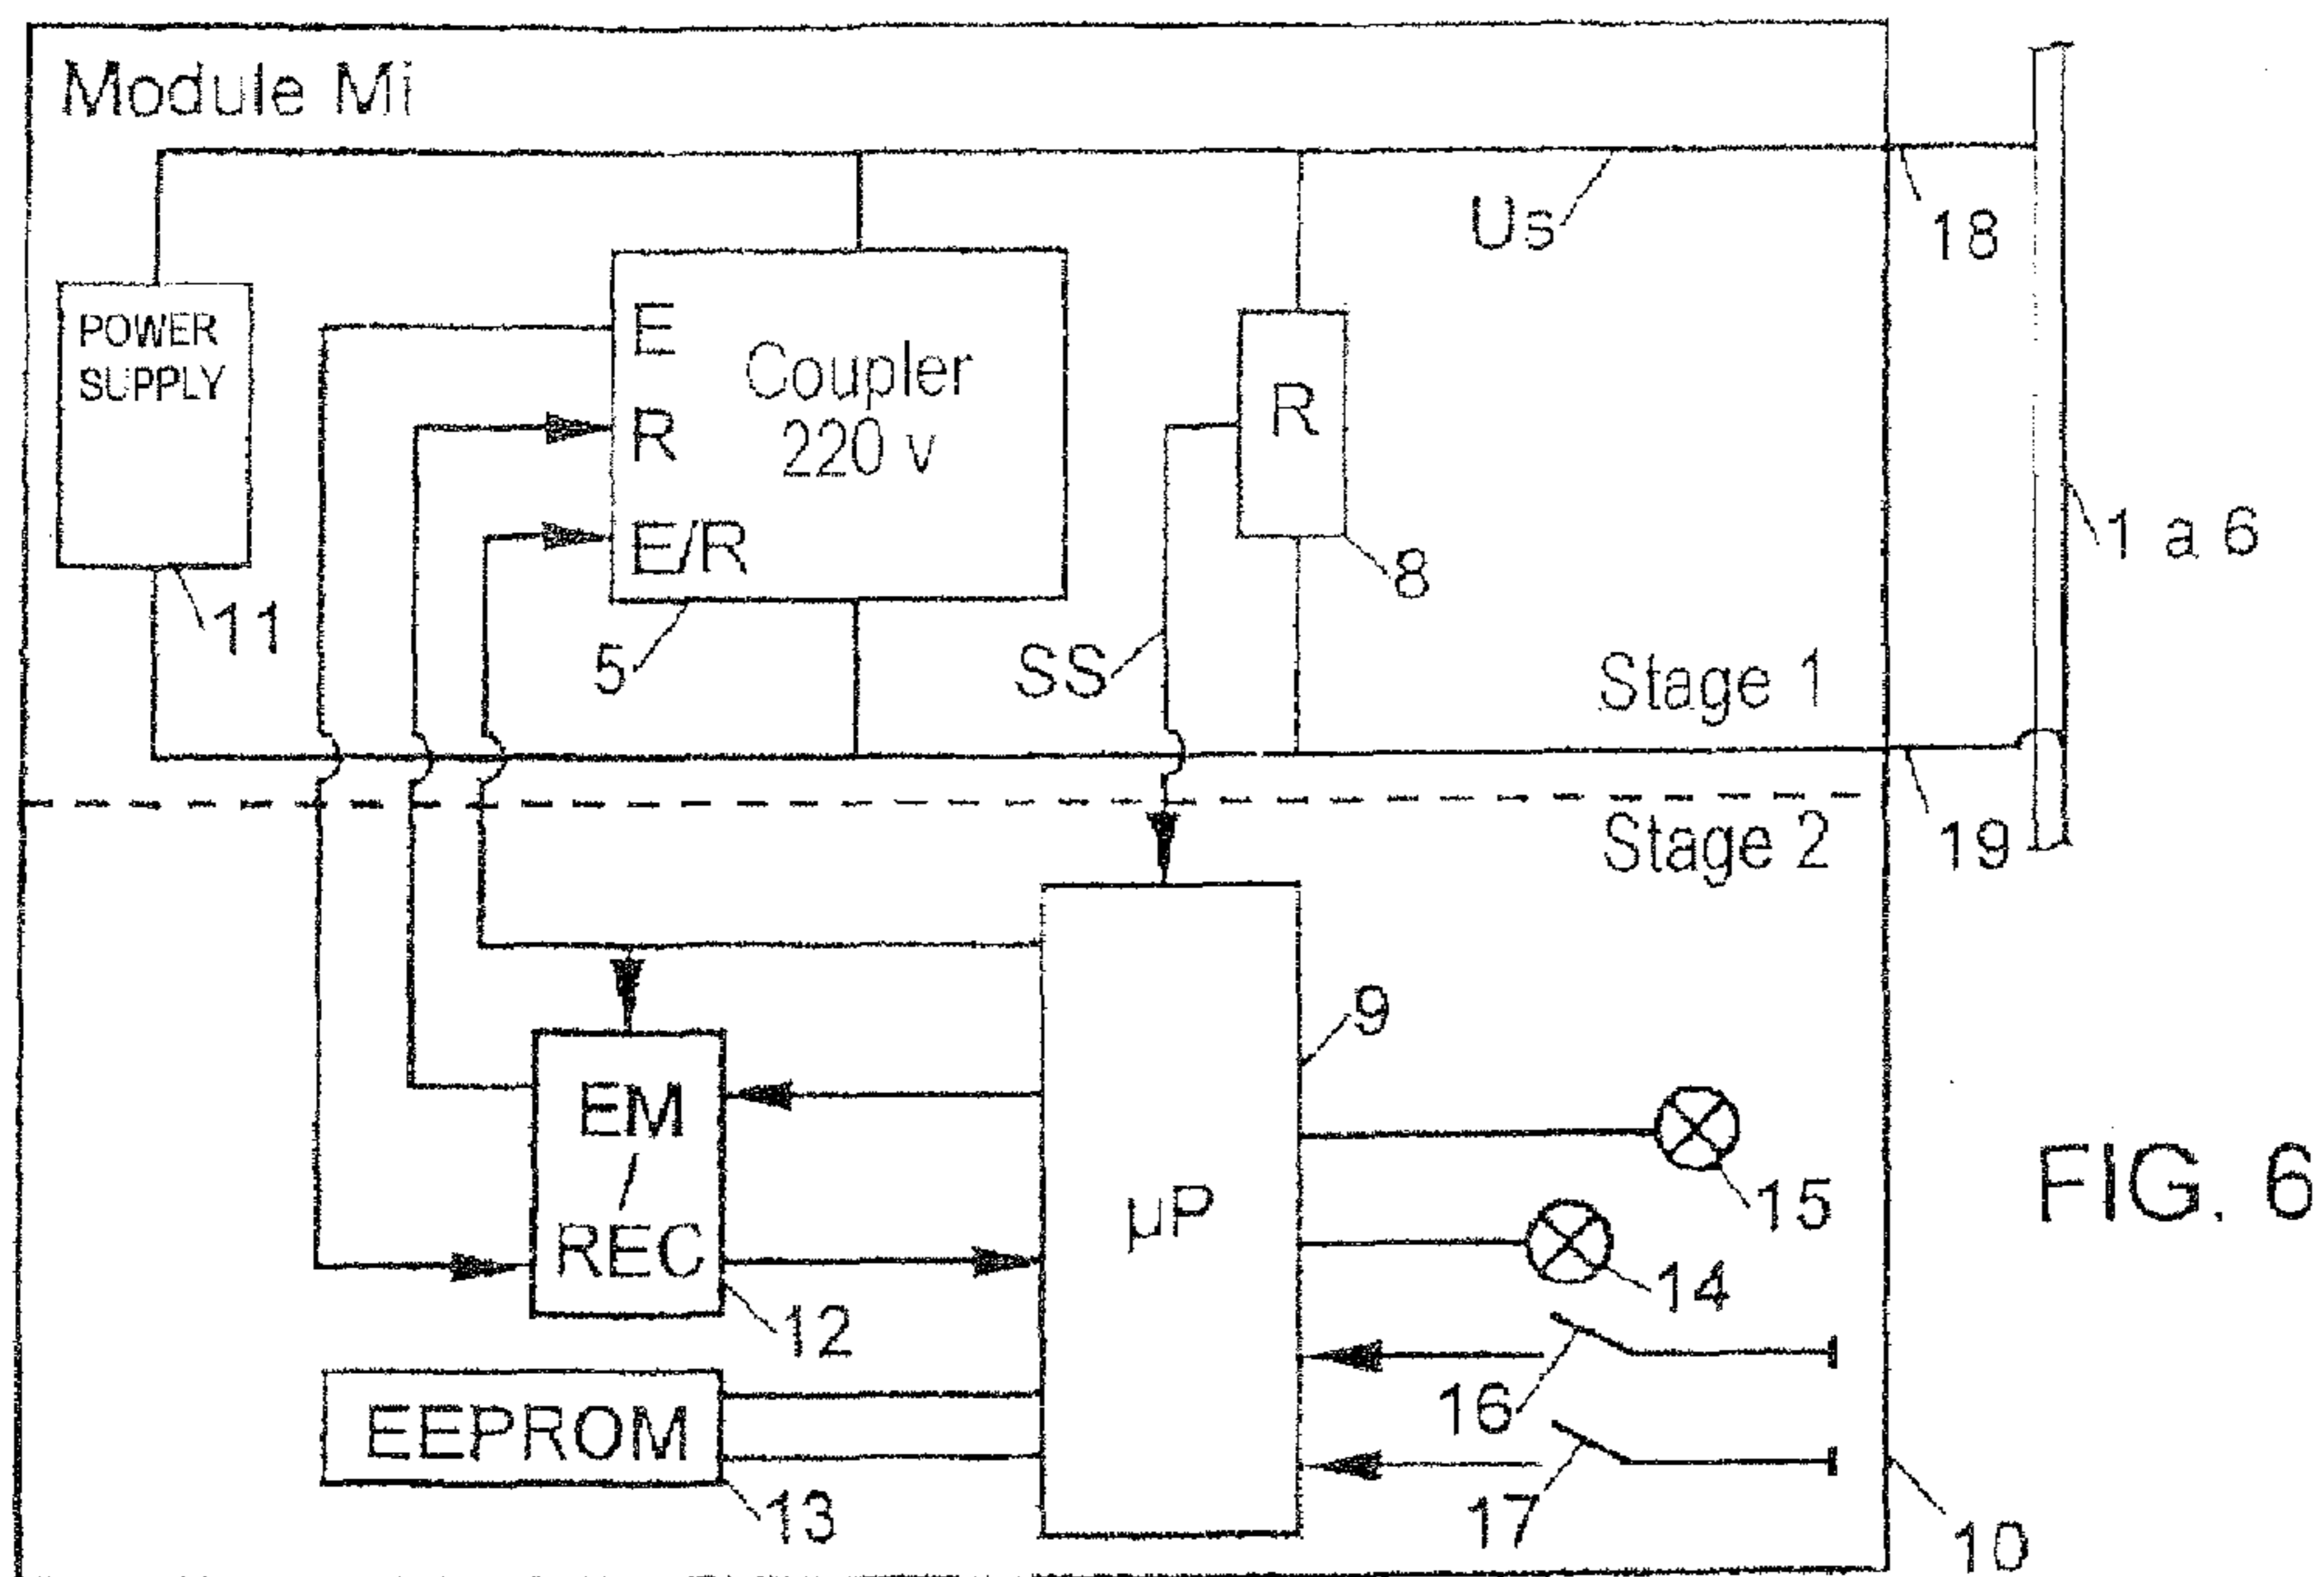 Module Mi
Us
18
POWER
SUPPLY
E
Coupler
R
220 v
E/R
R
1 a 6
8
11
5
SS
Stage 1
Stage 2
19
9
EM
/
REC
µP
15
FIG. 6
14
12
16
EEPROM
13
17
10